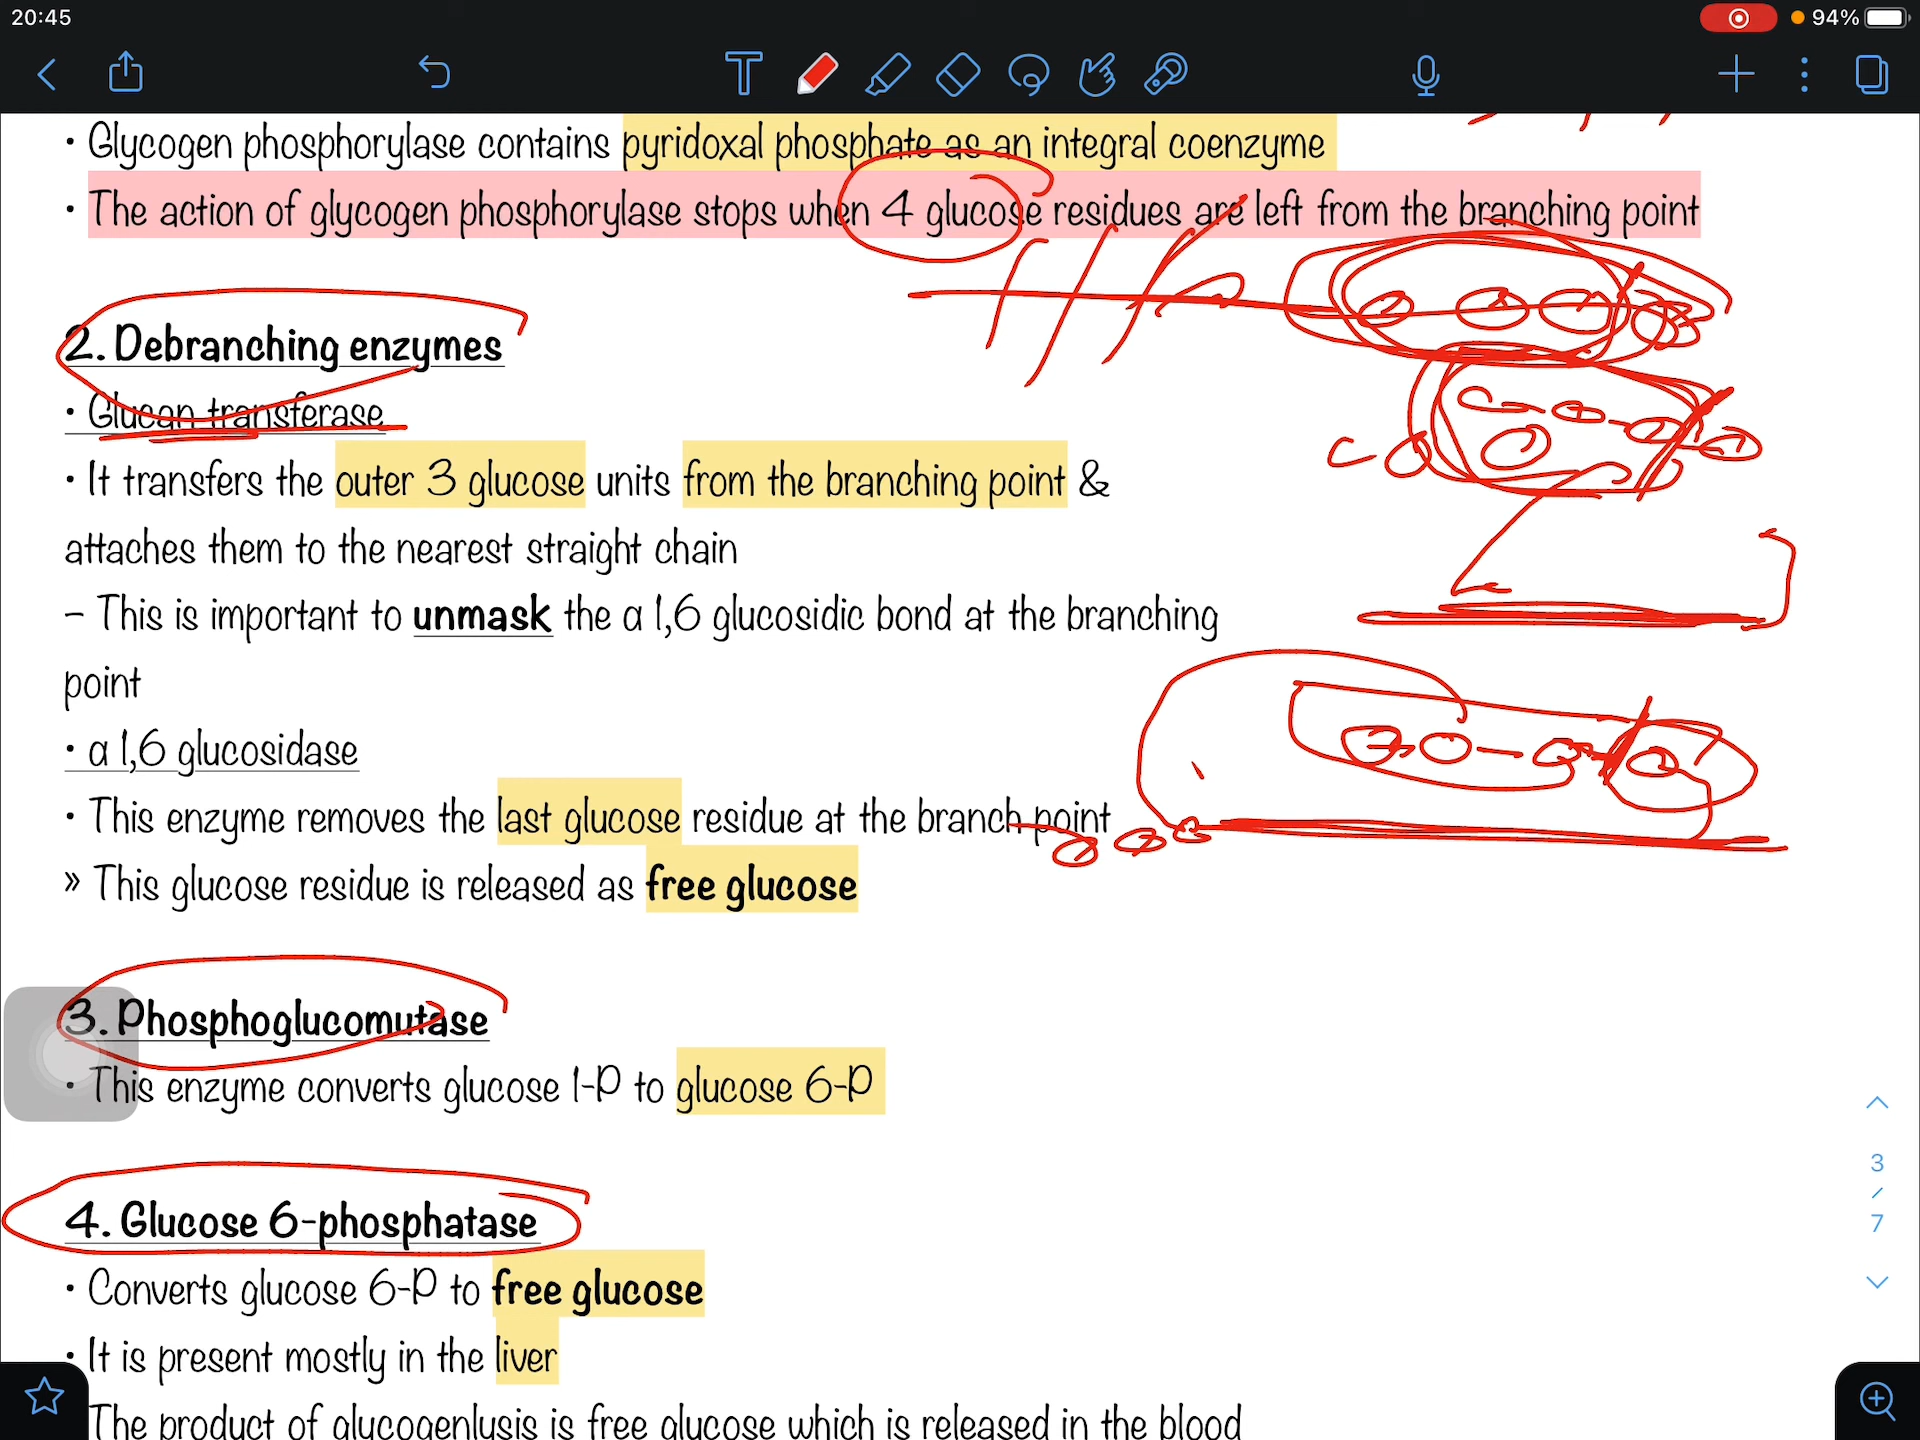 20:45
94%
· Glycogen phosphorylase contains pyridoxal phosphate as an integral coenzyme
· The action of glycogen phosphorylase stops when 4 glucose residues are left from the branching point
2. Debranching enzymes
· Glucan transferase
· It transfers the outer 3 glucose units from the branching point &
attaches them to the nearest straight chain
– This is important to unmask the α 1,6 glucosidic bond at the branching
point
· α 1,6 glucosidase
· This enzyme removes the last glucose residue at the branch point
» This glucose residue is released as free glucose
3. Phosphoglucomutase
· This enzyme converts glucose 1-P to glucose 6-P
4. Glucose 6-phosphatase
· Converts glucose 6-P to free glucose
· It is present mostly in the liver
The product of glycogenlysis is free glucose which is released in the blood
3
/
7